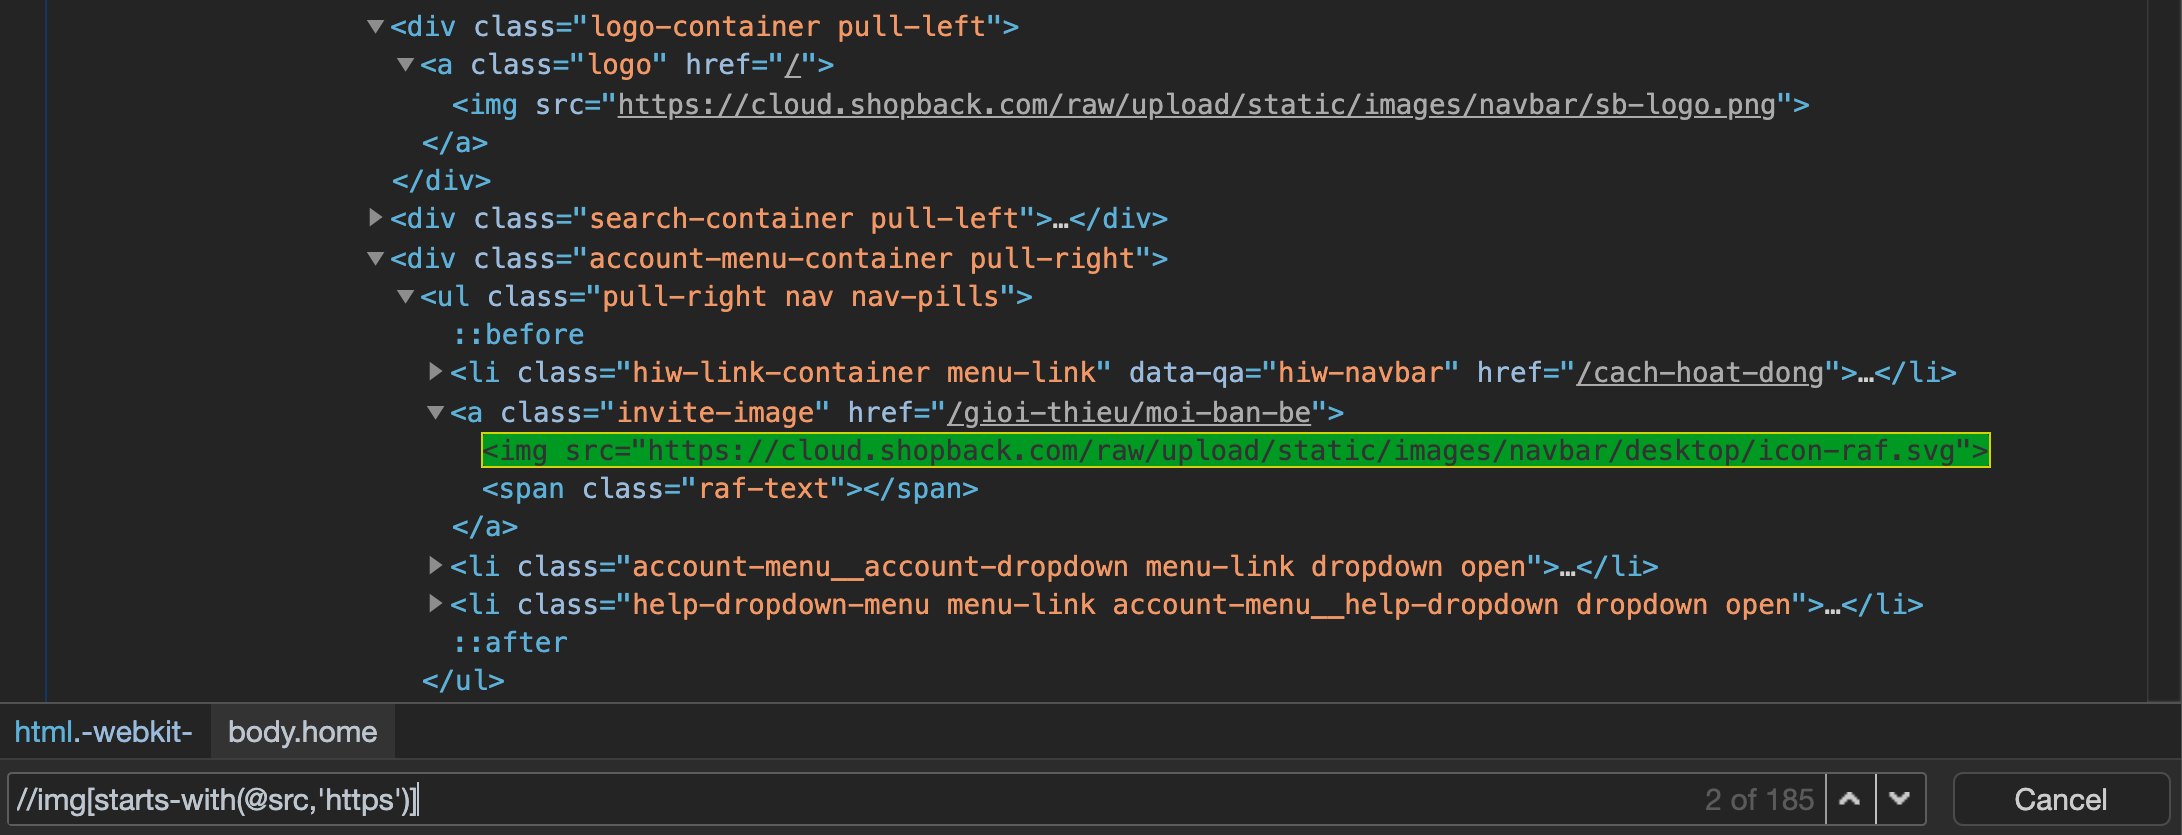 <div class="logo-container pull-left">
<a class="logo" href="/">
<img src="https://cloud.shopback.com/raw/upload/static/images/navbar/sb-logo.png">
</a>
</div>
<div class="search-container pull-left">…</div>
<div class="account-menu-container pull-right">
<ul class="pull-right nav nav-pills">
::before
<li class="hiw-link-container menu-link" data-qa="hiw-navbar" href="/cach-hoat-dong">…</li>
<a class="invite-image" href="/gioi-thieu/moi-ban-be">
<img src="https://cloud.shopback.com/raw/upload/static/images/navbar/desktop/icon-raf.svg">
<span class="raf-text"></span>
</a>
<li class="account-menu__account-dropdown menu-link dropdown open">…</li>
<li class="help-dropdown-menu menu-link account-menu__help-dropdown dropdown open">…</li>
::after
</ul>
html.-webkit- body.home
//img[starts-with(@src,'https')] 2 of 185 Cancel